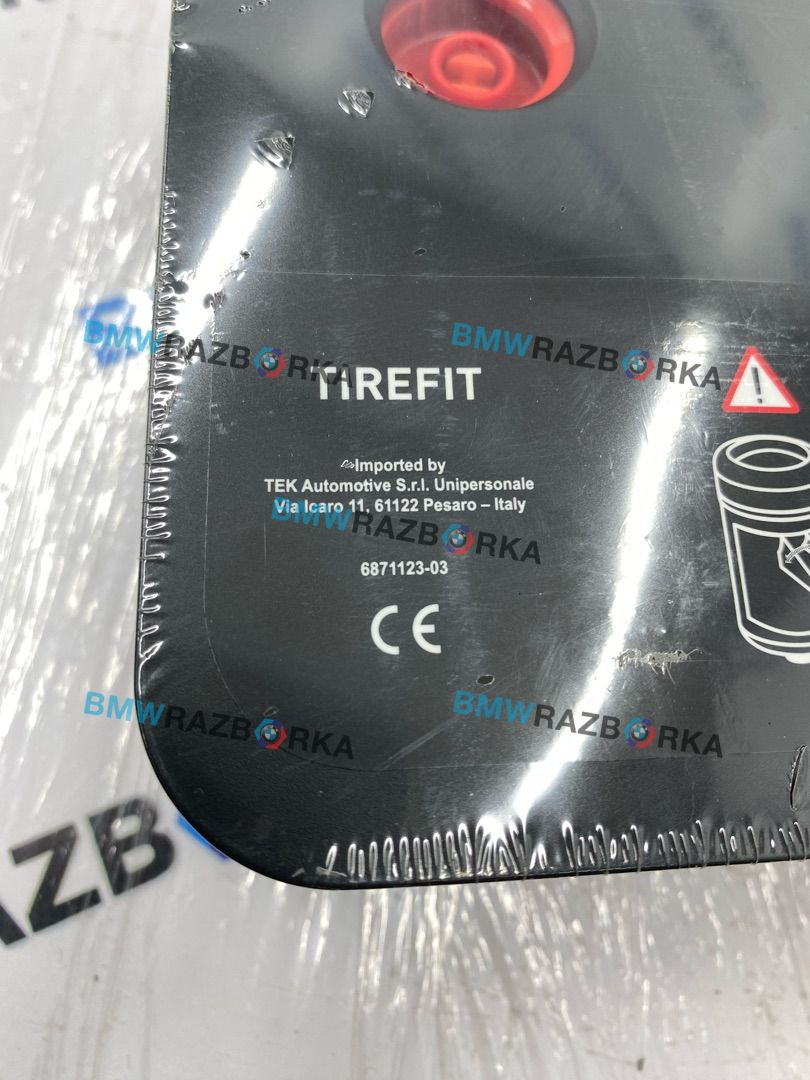 BMWRAZBORKA
BMWRAZBORKA
TIREFIT
Imported by
TEK Automotive S.r.l. Unipersonale
Via Icaro 11, 61122 Pesaro – Italy
BMWRAZBORKA
6871123-03
CE
BMWRAZBORKA
BMWRAZBORKA
AZB